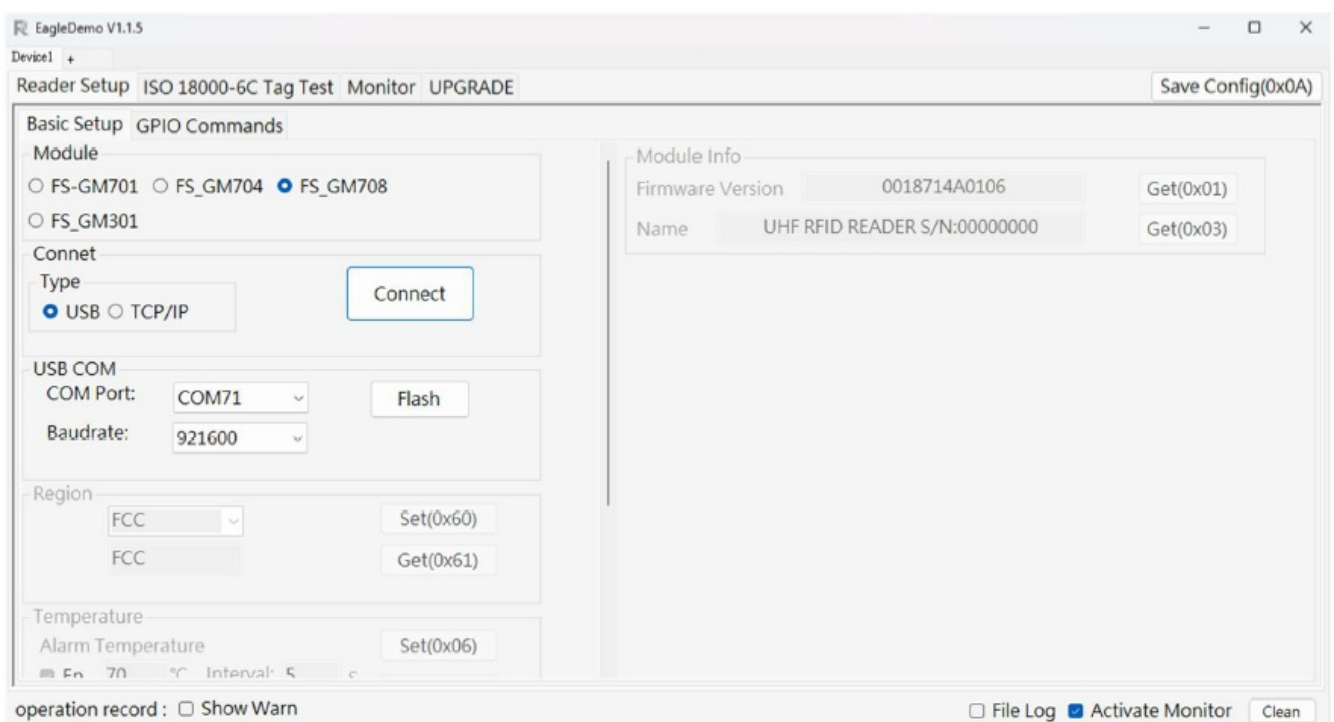 EagleDemo V1.1.5
Device1 +
Reader Setup ISO 18000-6C Tag Test Monitor UPGRADE Save Config(0x0A)
Basic Setup GPIO Commands
Module
FS-GM701 FS_GM704 FS_GM708
FS_GM301
Connet
Type
USB TCP/IP
Connect
USB COM
COM Port: COM71 Flash
Baudrate: 921600
Region
FCC Set(0x60)
FCC Get(0x61)
Temperature
Alarm Temperature Set(0x06)
En 70 °C Interval: 5 S
Module Info
Firmware Version 0018714A0106 Get(0x01)
Name UHF RFID READER S/N:00000000 Get(0x03)
operation record : Show Warn File Log Activate Monitor Clean